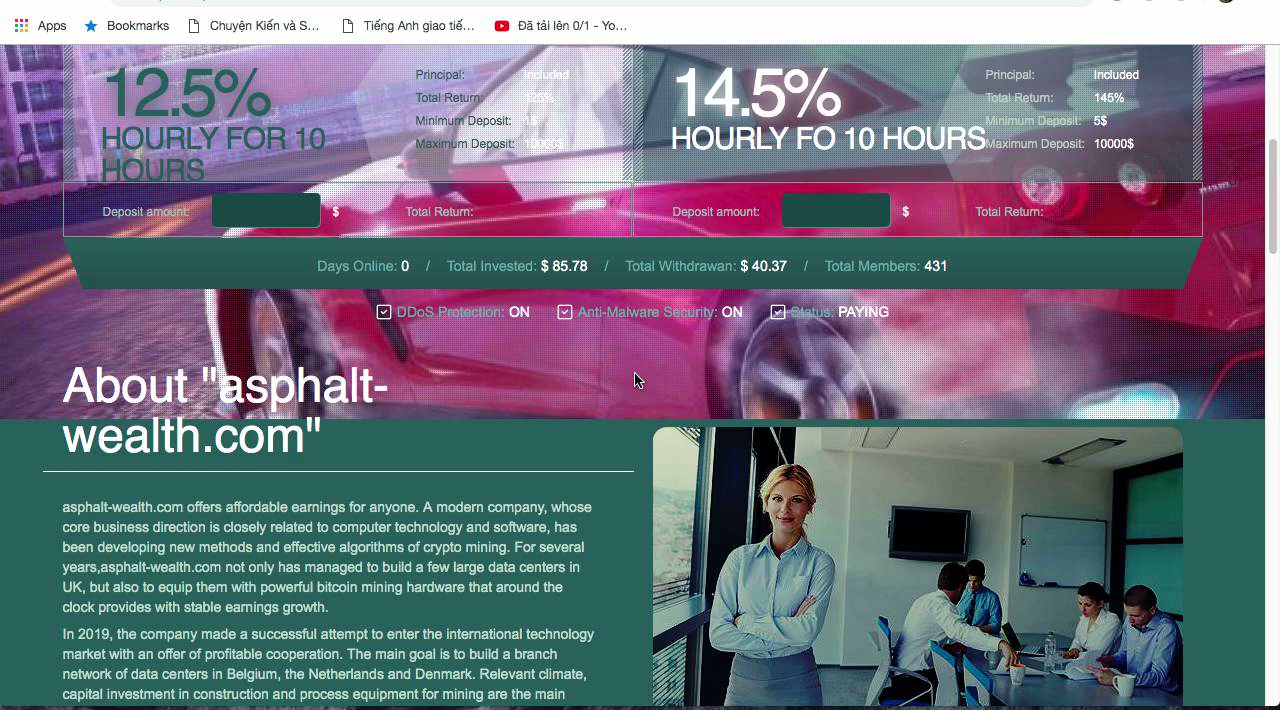 Apps Bookmarks Chuyện Kiến và S... Tiếng Anh giao tiế... Đã tải lên 0/1 - Yo...
12.5%
HOURLY FOR 10
HOURS
Principal: Included
Total Return: 125%
Minimum Deposit:
Maximum Deposit: 10000$
14.5%
HOURLY FO 10 HOURS
Principal: Included
Total Return: 145%
Minimum Deposit: 5$
Maximum Deposit: 10000$
Deposit amount: $ Total Return:
Deposit amount: $ Total Return:
Days Online: 0 / Total Invested: $ 85.78 / Total Withdrawan: $ 40.37 / Total Members: 431
DDoS Protection: ON Anti-Malware Security: ON Status: PAYING
About "asphalt-
wealth.com"
asphalt-wealth.com offers affordable earnings for anyone. A modern company, whose
core business direction is closely related to computer technology and software, has
been developing new methods and effective algorithms of crypto mining. For several
years,asphalt-wealth.com not only has managed to build a few large data centers in
UK, but also to equip them with powerful bitcoin mining hardware that around the
clock provides with stable earnings growth.
In 2019, the company made a successful attempt to enter the international technology
market with an offer of profitable cooperation. The main goal is to build a branch
network of data centers in Belgium, the Netherlands and Denmark. Relevant climate,
capital investment in construction and process equipment for mining are the main